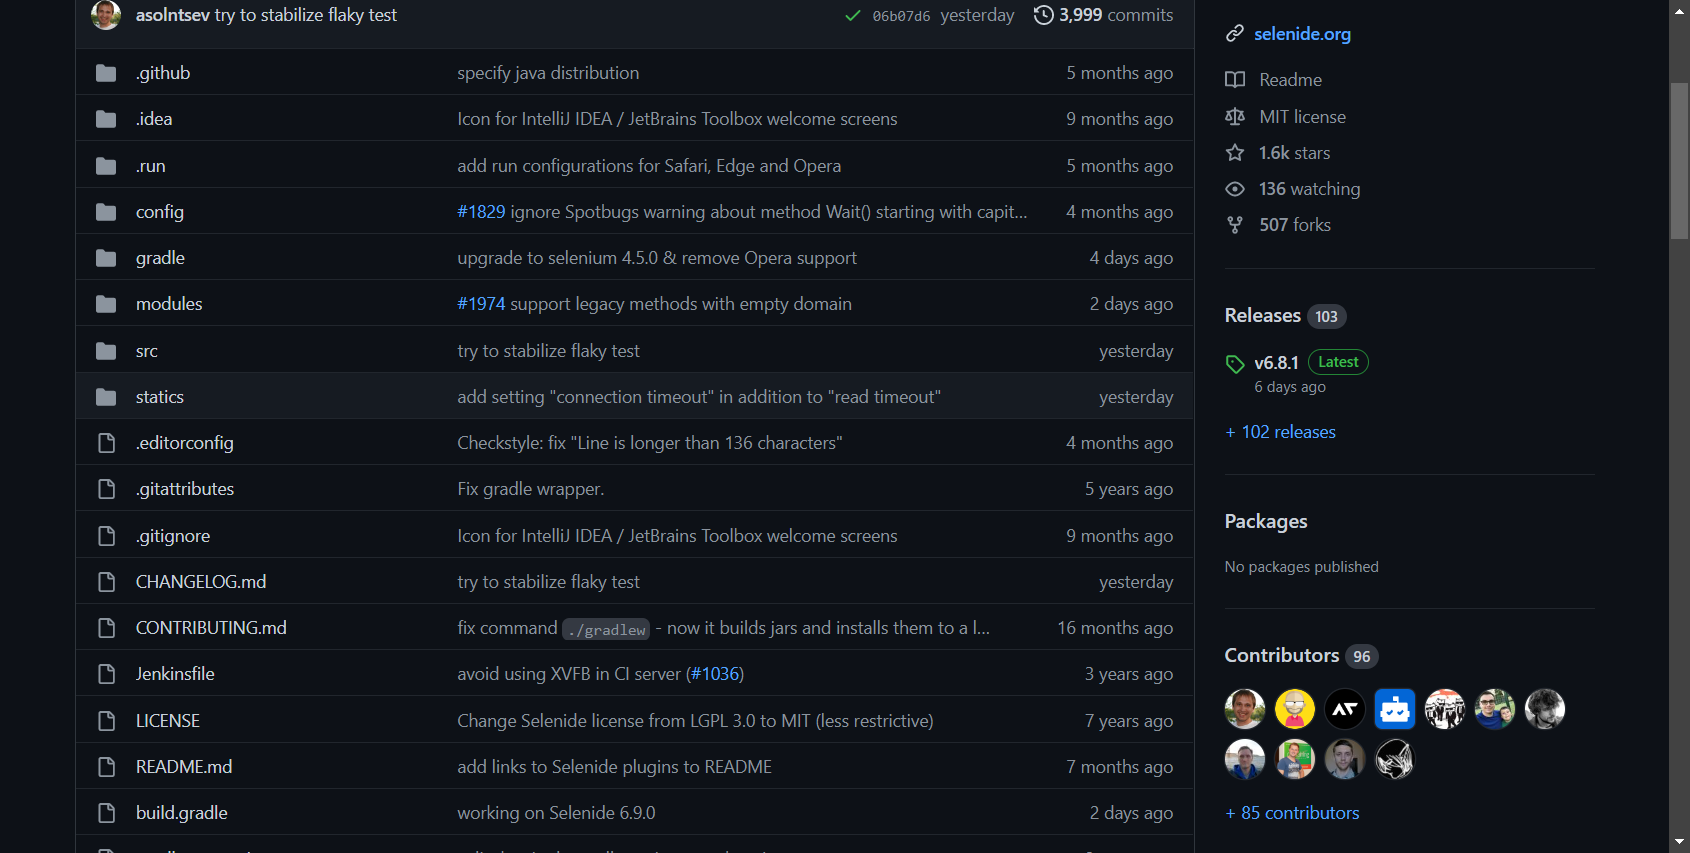 asolntsev try to stabilize flaky test 06b07d6 yesterday 3,999 commits
.github specify java distribution 5 months ago
.idea Icon for IntelliJ IDEA / JetBrains Toolbox welcome screens 9 months ago
.run add run configurations for Safari, Edge and Opera 5 months ago
config #1829 ignore Spotbugs warning about method Wait() starting with capit... 4 months ago
gradle upgrade to selenium 4.5.0 & remove Opera support 4 days ago
modules #1974 support legacy methods with empty domain 2 days ago
src try to stabilize flaky test yesterday
statics add setting "connection timeout" in addition to "read timeout" yesterday
.editorconfig Checkstyle: fix "Line is longer than 136 characters" 4 months ago
.gitattributes Fix gradle wrapper. 5 years ago
.gitignore Icon for IntelliJ IDEA / JetBrains Toolbox welcome screens 9 months ago
CHANGELOG.md try to stabilize flaky test yesterday
CONTRIBUTING.md fix command ./gradlew - now it builds jars and installs them to a l... 16 months ago
Jenkinsfile avoid using XVFB in CI server (#1036) 3 years ago
LICENSE Change Selenide license from LGPL 3.0 to MIT (less restrictive) 7 years ago
README.md add links to Selenide plugins to README 7 months ago
build.gradle working on Selenide 6.9.0 2 days ago
selenide.org
Readme
MIT license
1.6k stars
136 watching
507 forks
Releases 103
v6.8.1 Latest
6 days ago
+ 102 releases
Packages
No packages published
Contributors 96
+ 85 contributors